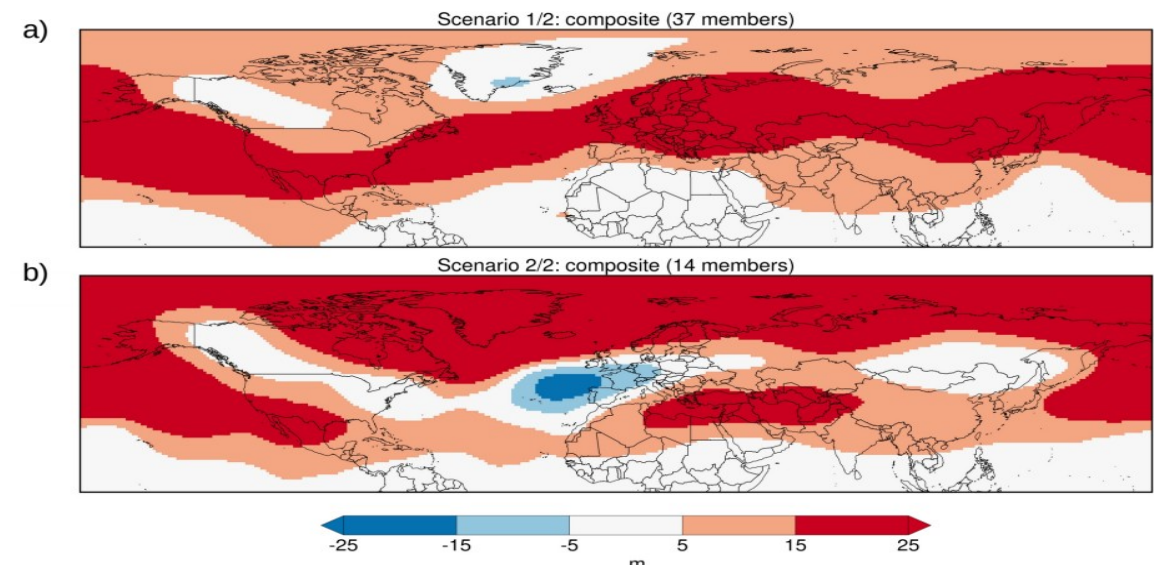 a)
Scenario 1/2: composite (37 members)
b)
Scenario 2/2: composite (14 members)
-25 -15 -5 5 15 25
m